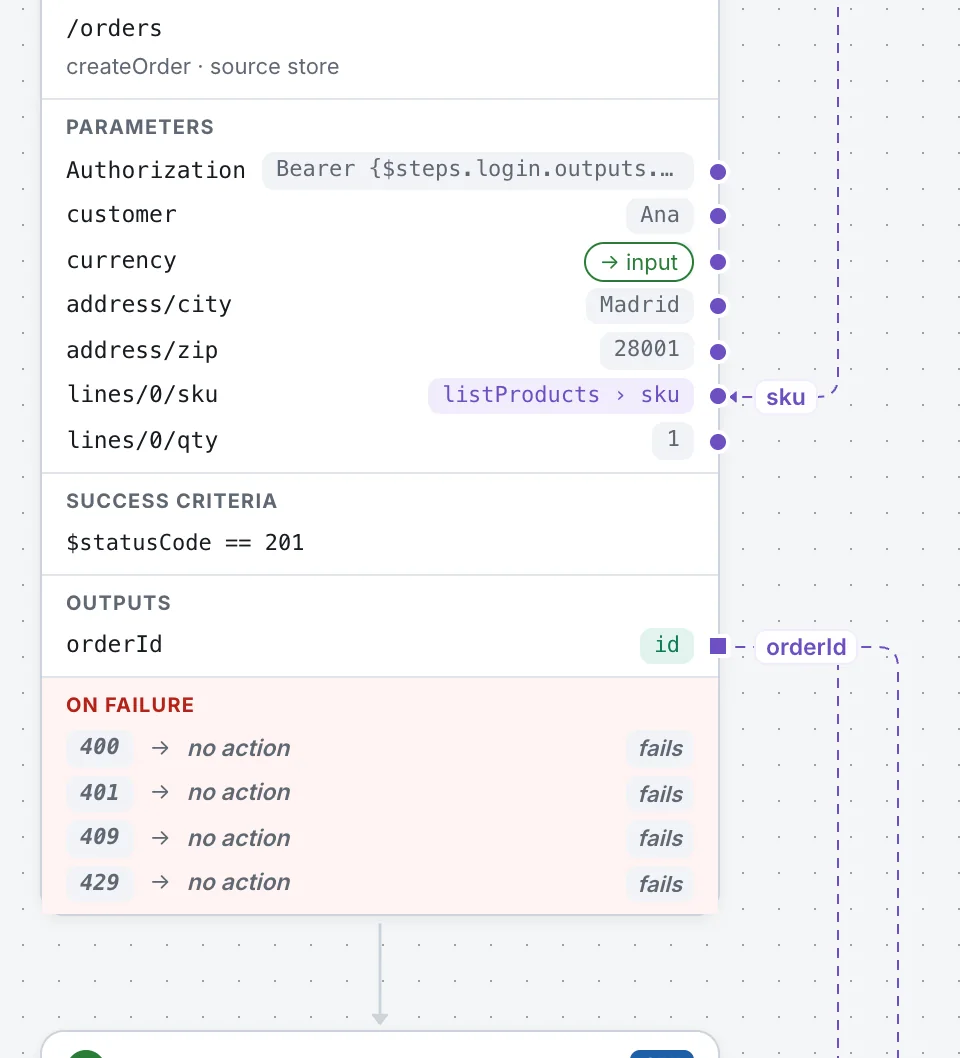 /orders
createOrder · source store
PARAMETERS
Authorization Bearer {$steps.login.outputs.…
customer Ana
currency → input
address/city Madrid
address/zip 28001
lines/0/sku listProducts › sku sku
lines/0/qty 1
SUCCESS CRITERIA
$statusCode == 201
OUTPUTS
orderId id orderId
ON FAILURE
400 → no action fails
401 → no action fails
409 → no action fails
429 → no action fails